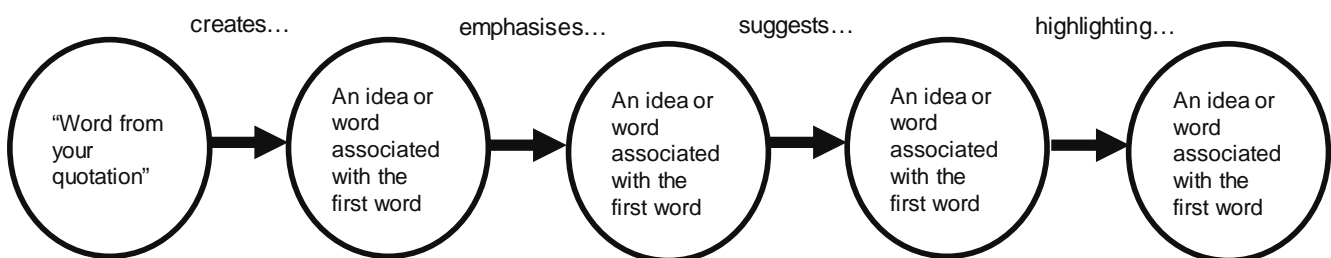 creates…
emphasises…
suggests…
highlighting…
“Word from
your
quotation”
An idea or
word
associated
with the
first word
An idea or
word
associated
with the
first word
An idea or
word
associated
with the
first word
An idea or
word
associated
with the
first word